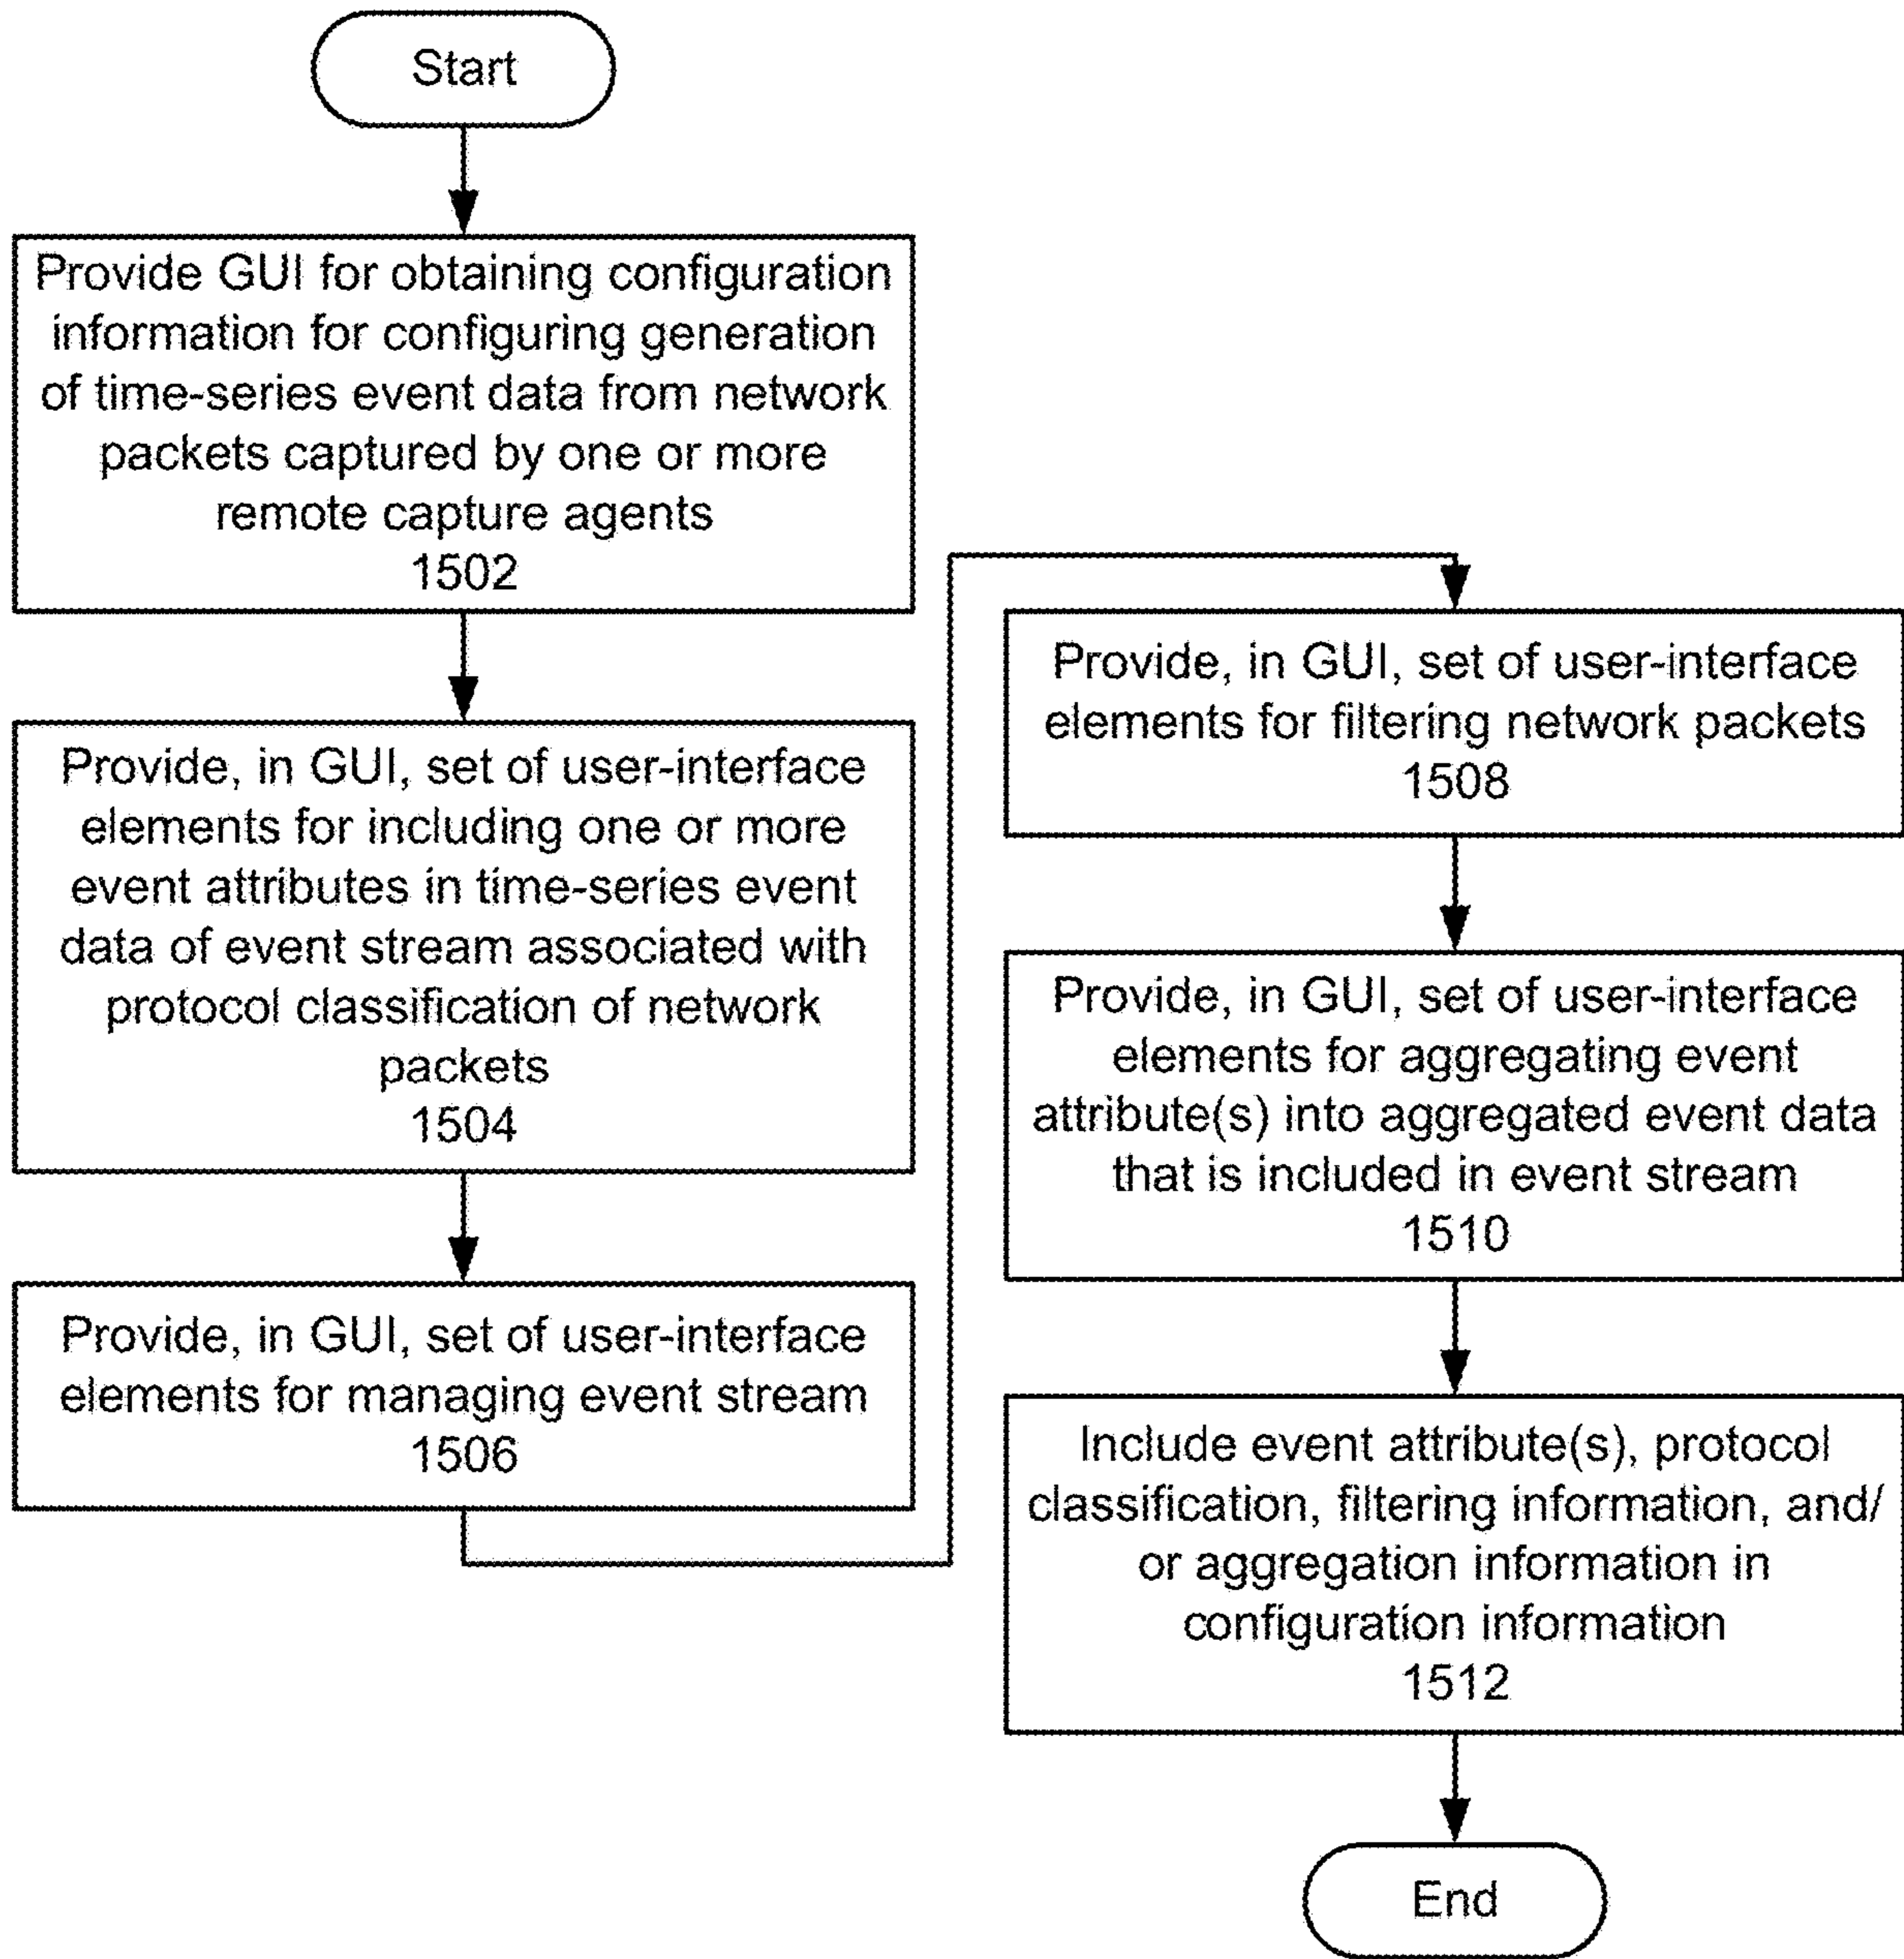 Start
Provide GUI for obtaining configuration
information for configuring generation
of time-series event data from network
packets captured by one or more
remote capture agents
1502
Provide, in GUI, set of user-interface
elements for including one or more
event attributes in time-series event
data of event stream associated with
protocol classification of network
packets
1504
Provide, in GUI, set of user-interface
elements for managing event stream
1506
Provide, in GUI, set of user-interface
elements for filtering network packets
1508
Provide, in GUI, set of user-interface
elements for aggregating event
attribute(s) into aggregated event data
that is included in event stream
1510
Include event attribute(s), protocol
classification, filtering information, and/
or aggregation information in
configuration information
1512
End